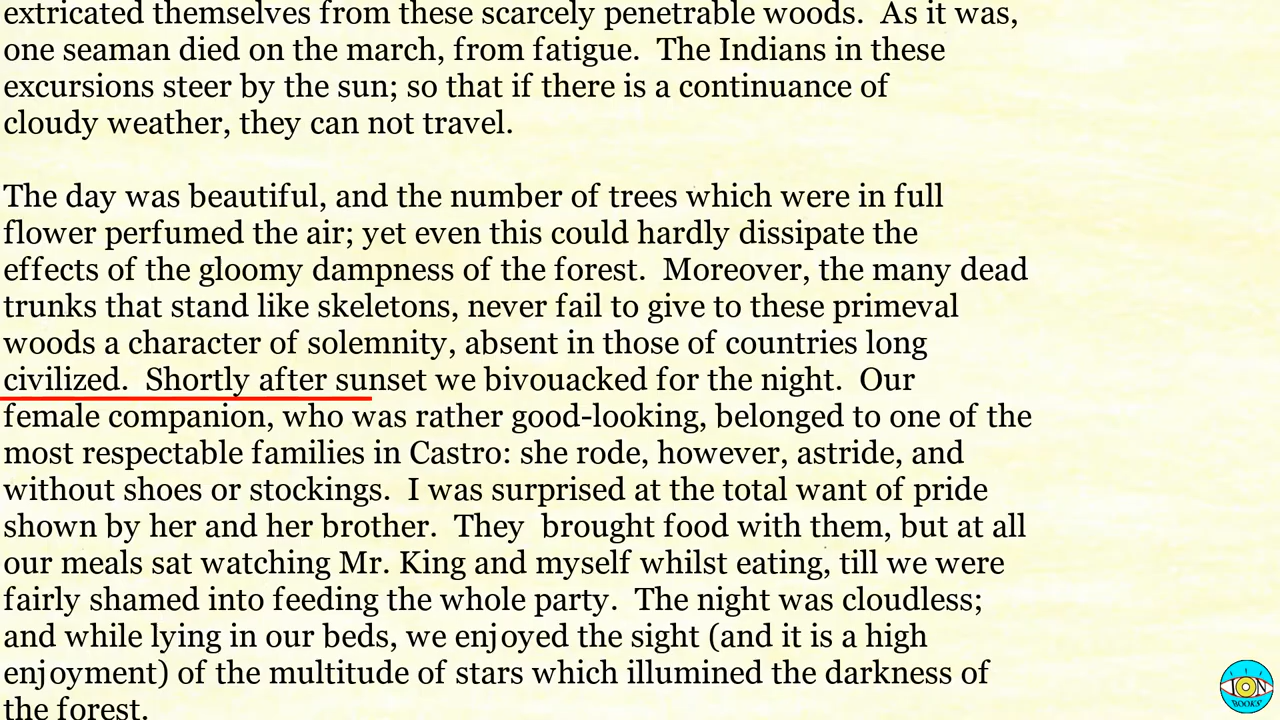 extricated themselves from these scarcely penetrable woods.  As it was,
one seaman died on the march, from fatigue.  The Indians in these
excursions steer by the sun; so that if there is a continuance of
cloudy weather, they can not travel.
The day was beautiful, and the number of trees which were in full
flower perfumed the air; yet even this could hardly dissipate the
effects of the gloomy dampness of the forest.  Moreover, the many dead
trunks that stand like skeletons, never fail to give to these primeval
woods a character of solemnity, absent in those of countries long
civilized.  Shortly after sunset we bivouacked for the night.  Our
female companion, who was rather good-looking, belonged to one of the
most respectable families in Castro: she rode, however, astride, and
without shoes or stockings.  I was surprised at the total want of pride
shown by her and her brother.  They  brought food with them, but at all
our meals sat watching Mr. King and myself whilst eating, till we were
fairly shamed into feeding the whole party.  The night was cloudless;
and while lying in our beds, we enjoyed the sight (and it is a high
enjoyment) of the multitude of stars which illumined the darkness of
the forest.
ION
BOOKS